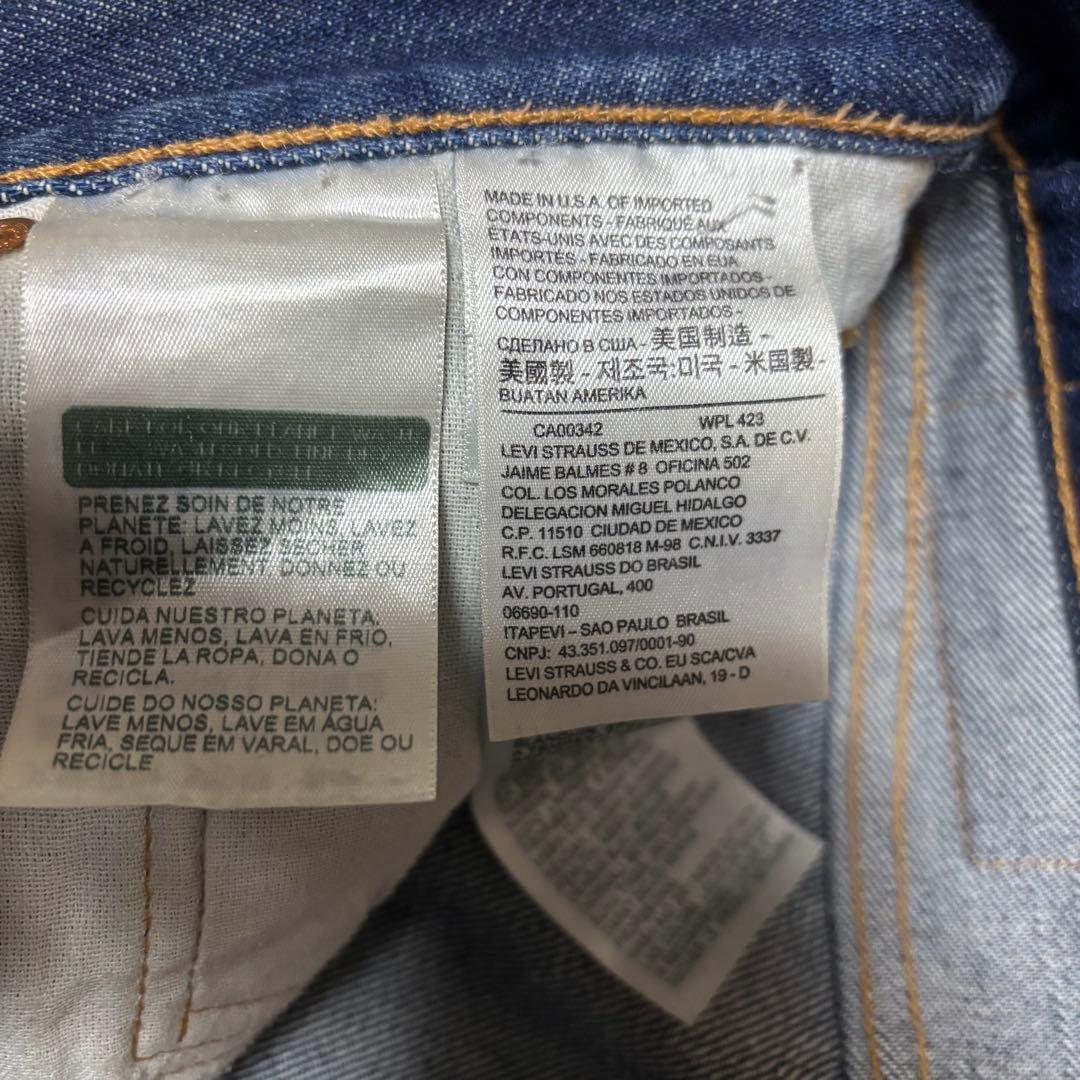 PRENEZ SOIN DE NOTRE
PLANETE: LAVEZ MOINS, LAVEZ
A FROID, LAISSEZ SECHER
NATURELLEMENT, DONNEZ OU
RECYCLEZ
CUIDA NUESTRO PLANETA:
LAVA MENOS, LAVA EN FRIO,
TIENDE LA ROPA, DONA O
RECICLA.
CUIDE DO NOSSO PLANETA:
LAVE MENOS, LAVE EM ÁGUA
FRIA, SEQUE EM VARAL, DOE OU
RECICLE
MADE IN U.S.A. OF IMPORTED
COMPONENTS - FABRIQUÉ AUX
ÉTATS-UNIS AVEC DES COMPOSANTS
IMPORTÉS - FABRICADO EN EUA
CON COMPONENTES IMPORTADOS -
FABRICADO NOS ESTADOS UNIDOS DE
COMPONENTES IMPORTADOS -
СДЕЛАНО В США - 美国制造 -
美國製 - 제조국:미국 - 米国製 -
BUATAN AMERIKA
CA00342 WPL 423
LEVI STRAUSS DE MEXICO, S.A. DE C.V.
JAIME BALMES # 8 OFICINA 502
COL. LOS MORALES POLANCO
DELEGACION MIGUEL HIDALGO
C.P. 11510 CIUDAD DE MEXICO
R.F.C. LSM 660818 M-98 C.N.I.V. 3337
LEVI STRAUSS DO BRASIL
AV. PORTUGAL, 400
06690-110
ITAPEVI – SAO PAULO BRASIL
CNPJ: 43.351.097/0001-90
LEVI STRAUSS & CO. EU SCA/CVA
LEONARDO DA VINCILAAN, 19 - D